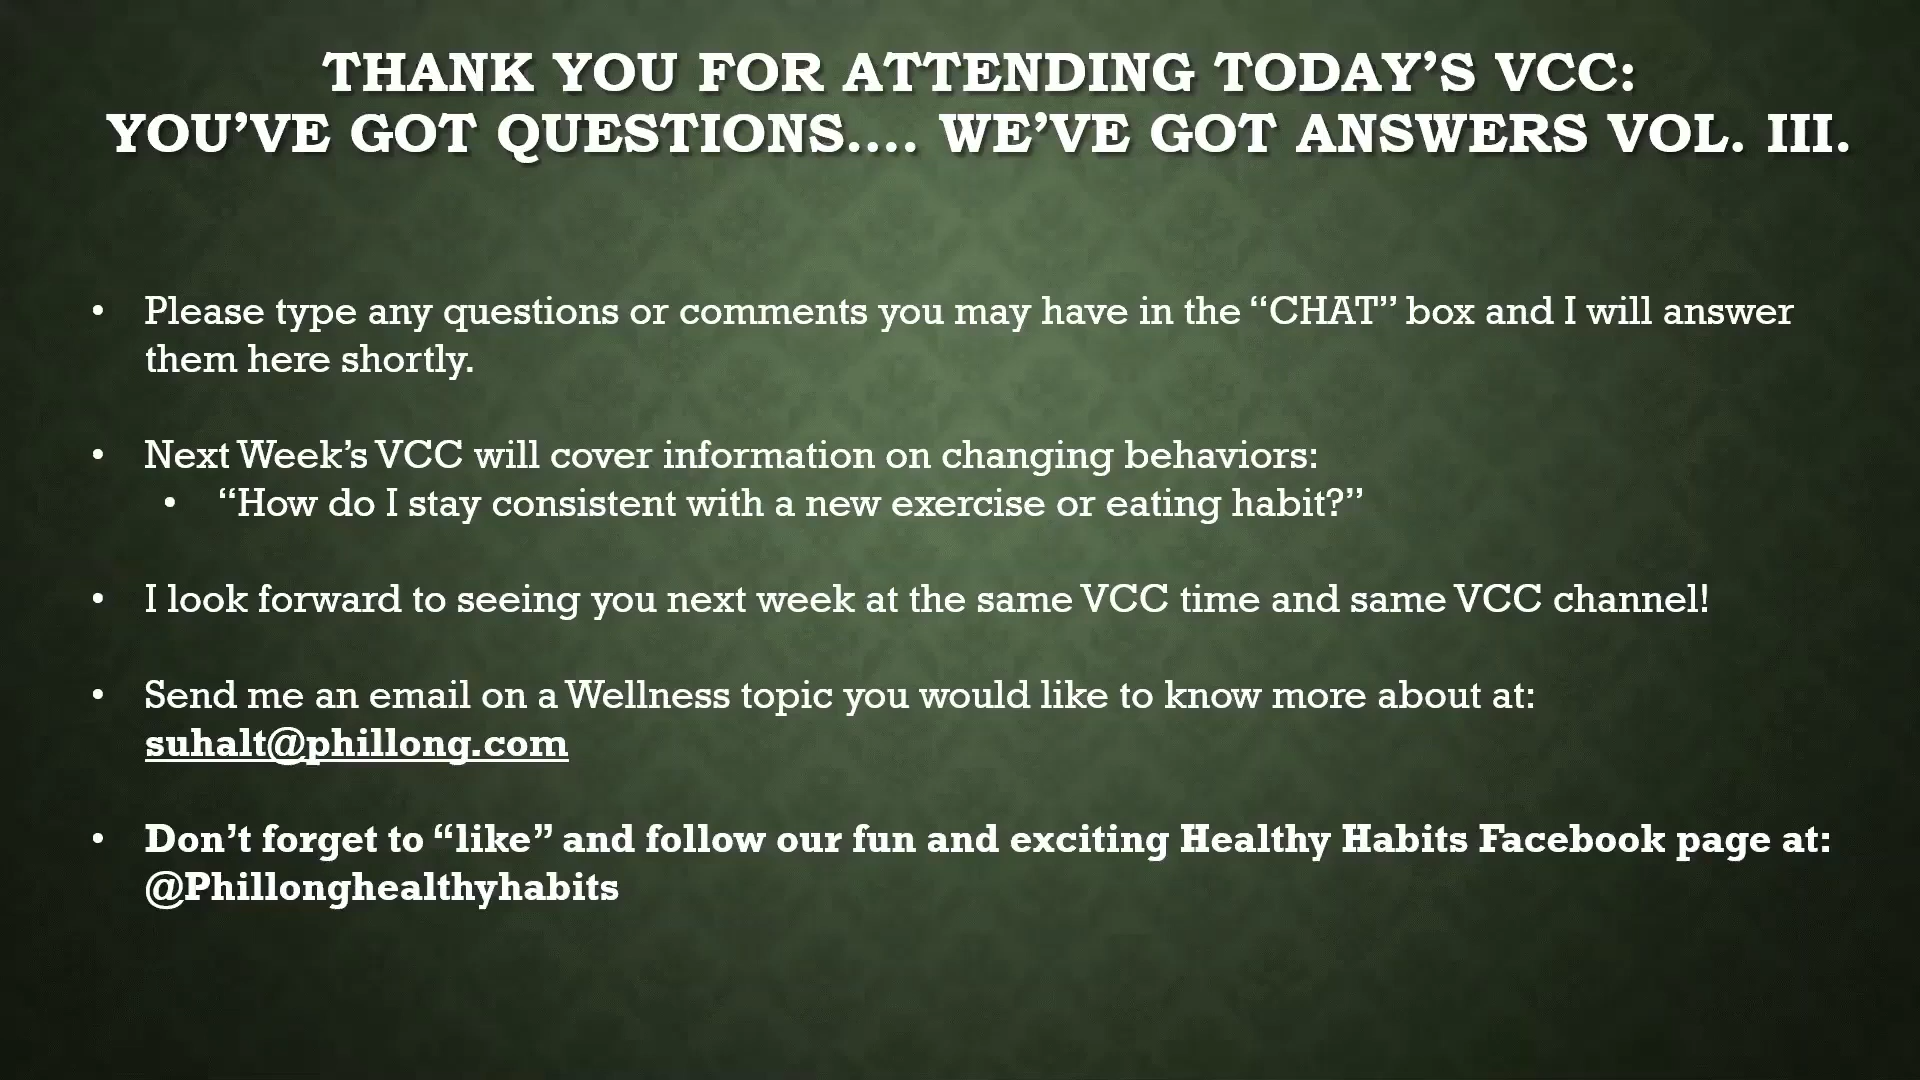 THANK YOU FOR ATTENDING TODAY’S VCC:
YOU’VE GOT QUESTIONS.... WE’VE GOT ANSWERS VOL. III.
• Please type any questions or comments you may have in the “CHAT” box and I will answer
them here shortly.
• Next Week’s VCC will cover information on changing behaviors:
• “How do I stay consistent with a new exercise or eating habit?”
• I look forward to seeing you next week at the same VCC time and same VCC channel!
• Send me an email on a Wellness topic you would like to know more about at:
suhalt@phillong.com
• Don’t forget to “like” and follow our fun and exciting Healthy Habits Facebook page at:
@Phillonghealthyhabits